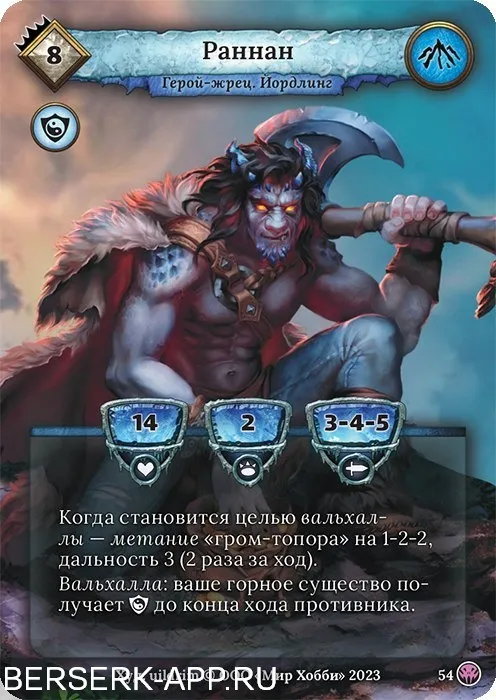 8
Раннан
Герой-жрец. Йордлинг
14
2
3-4-5
Когда становится целью вальхал-
лы — метание «гром-топора» на 1-2-2,
дальность 3 (2 раза за ход).
Вальхалла: ваше горное существо по-
лучает до конца хода противника.
© ООО «Мир Хобби» 2023
54
BERSERK-APP.RU